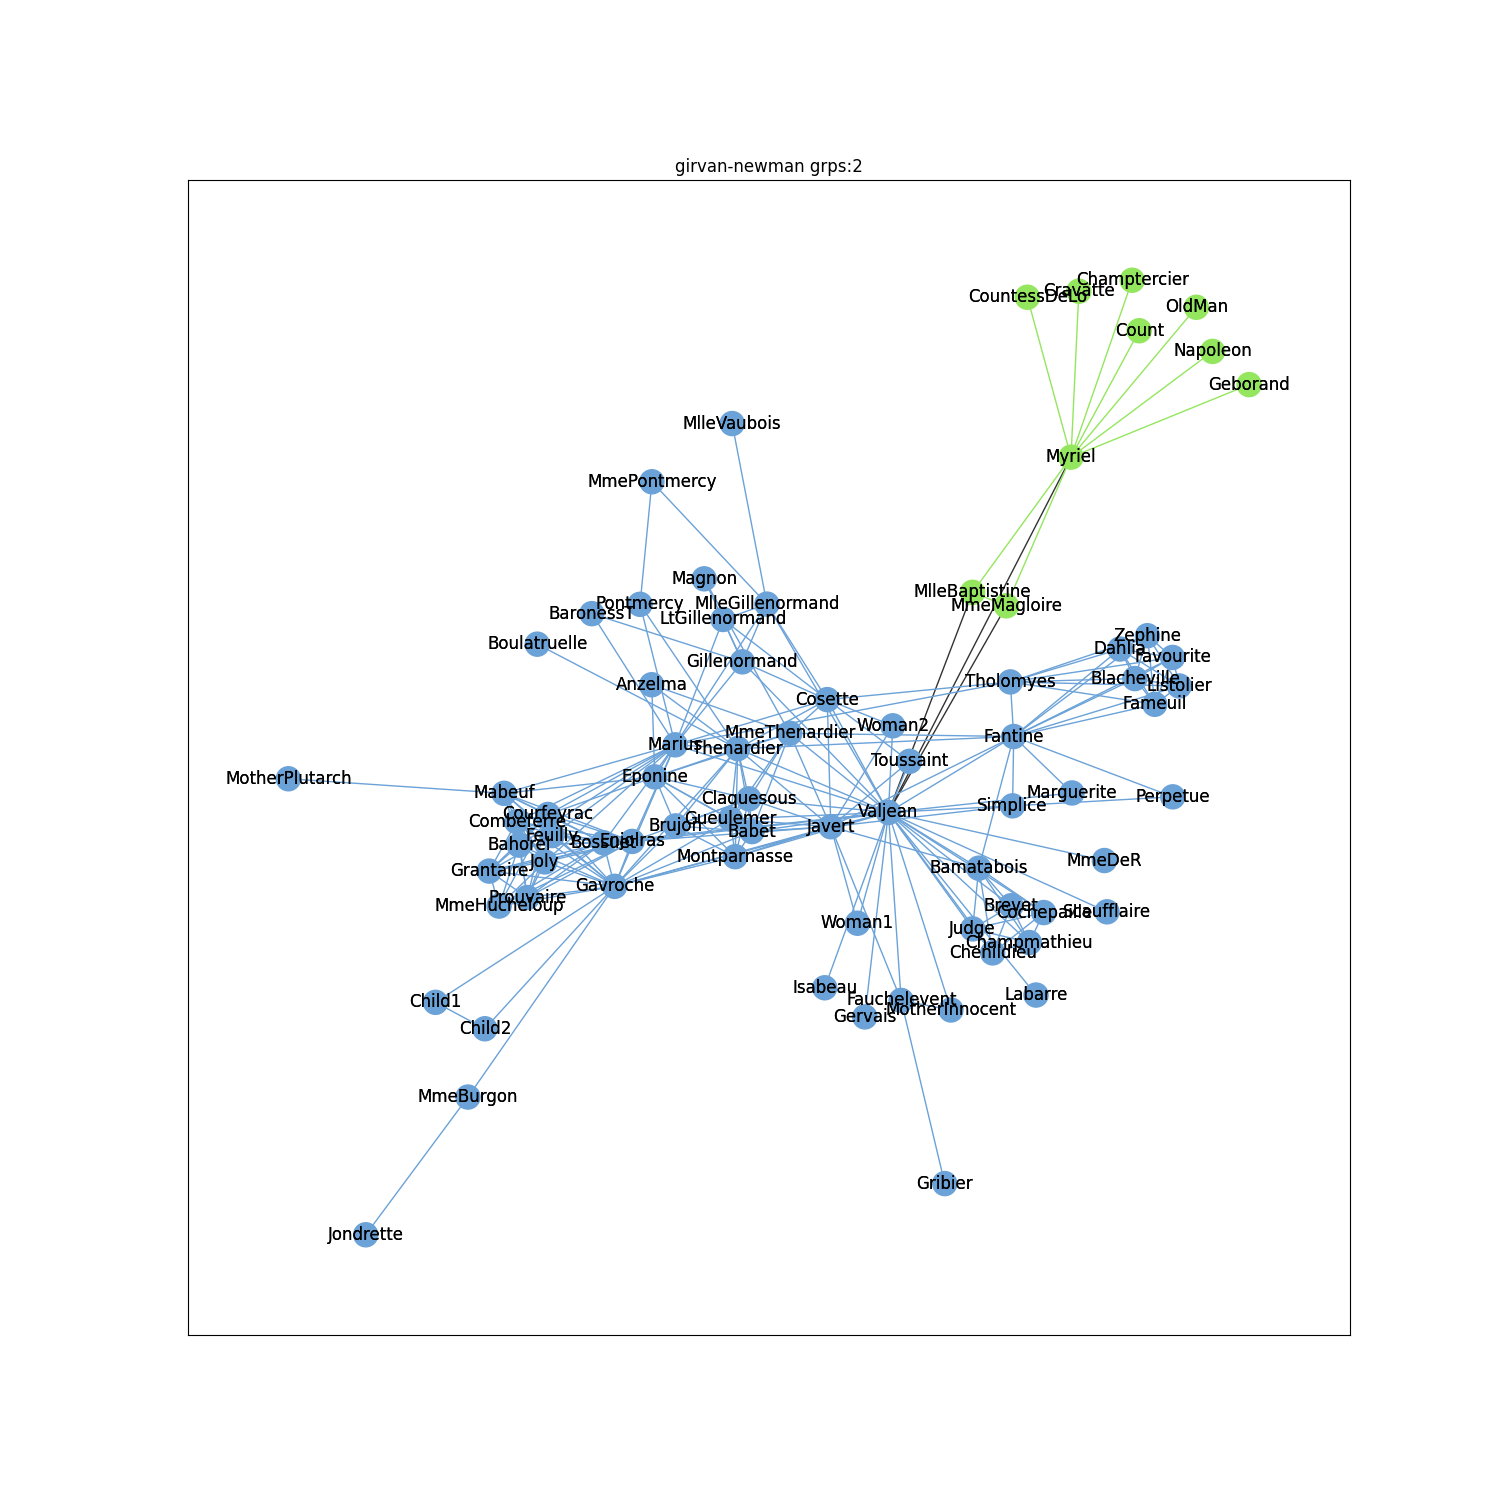 girvan-newman grps:2
Champtercier
Cravatte
CountessDeLo
OldMan
Count
Napoleon
Geborand
MlleVaubois
Myriel
MmePontmercy
Magnon
MlleBaptistine
MmeMagloire
Pontmercy
MlleGillenormand
BaronessT
LtGillenormand
Zephine
Boulatruelle
Dahlia
Favourite
Gillenormand
Blacheville
Tholomyes
Anzelma
Listolier
Cosette
Fameuil
Woman2
MmeThenardier
Fantine
Marius
Thenardier
Toussaint
Eponine
MotherPlutarch
Mabeuf
Marguerite
Perpetue
Claquesous
Simplice
Courfeyrac
Valjean
Combeferre
Gueulemer
Brujon
Javert
Babet
Feuilly
Bahorel
Bossuet
Enjolras
Montparnasse
Joly
MmeDeR
Grantaire
Bamatabois
Gavroche
Prouvaire
MmeHucheloup
Brevet
Cochepaille
Scaufflaire
Woman1
Judge
Champmathieu
Chenildieu
Isabeau
Labarre
Child1
Fauchelevent
MotherInnocent
Gervais
Child2
MmeBurgon
Gribier
Jondrette